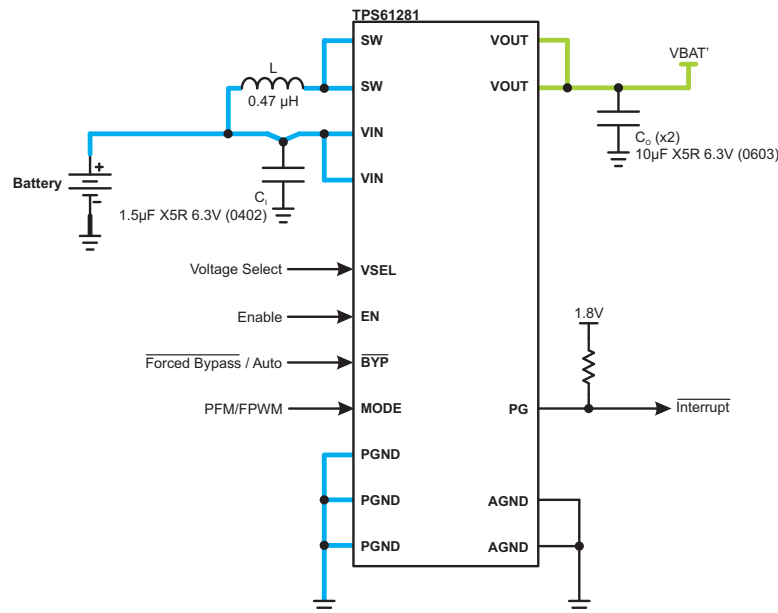 TPS61281
SW
VOUT
VBAT'
L
SW
VOUT
0.47 µH
VIN
C_O (x2)
10µF X5R 6.3V (0603)
+
Battery
-
VIN
C_I
1.5µF X5R 6.3V (0402)
Voltage Select
VSEL
Enable
EN
1.8V
Forced Bypass / Auto
BYP
PFM/FPWM
MODE
PG
Interrupt
PGND
PGND
AGND
PGND
AGND